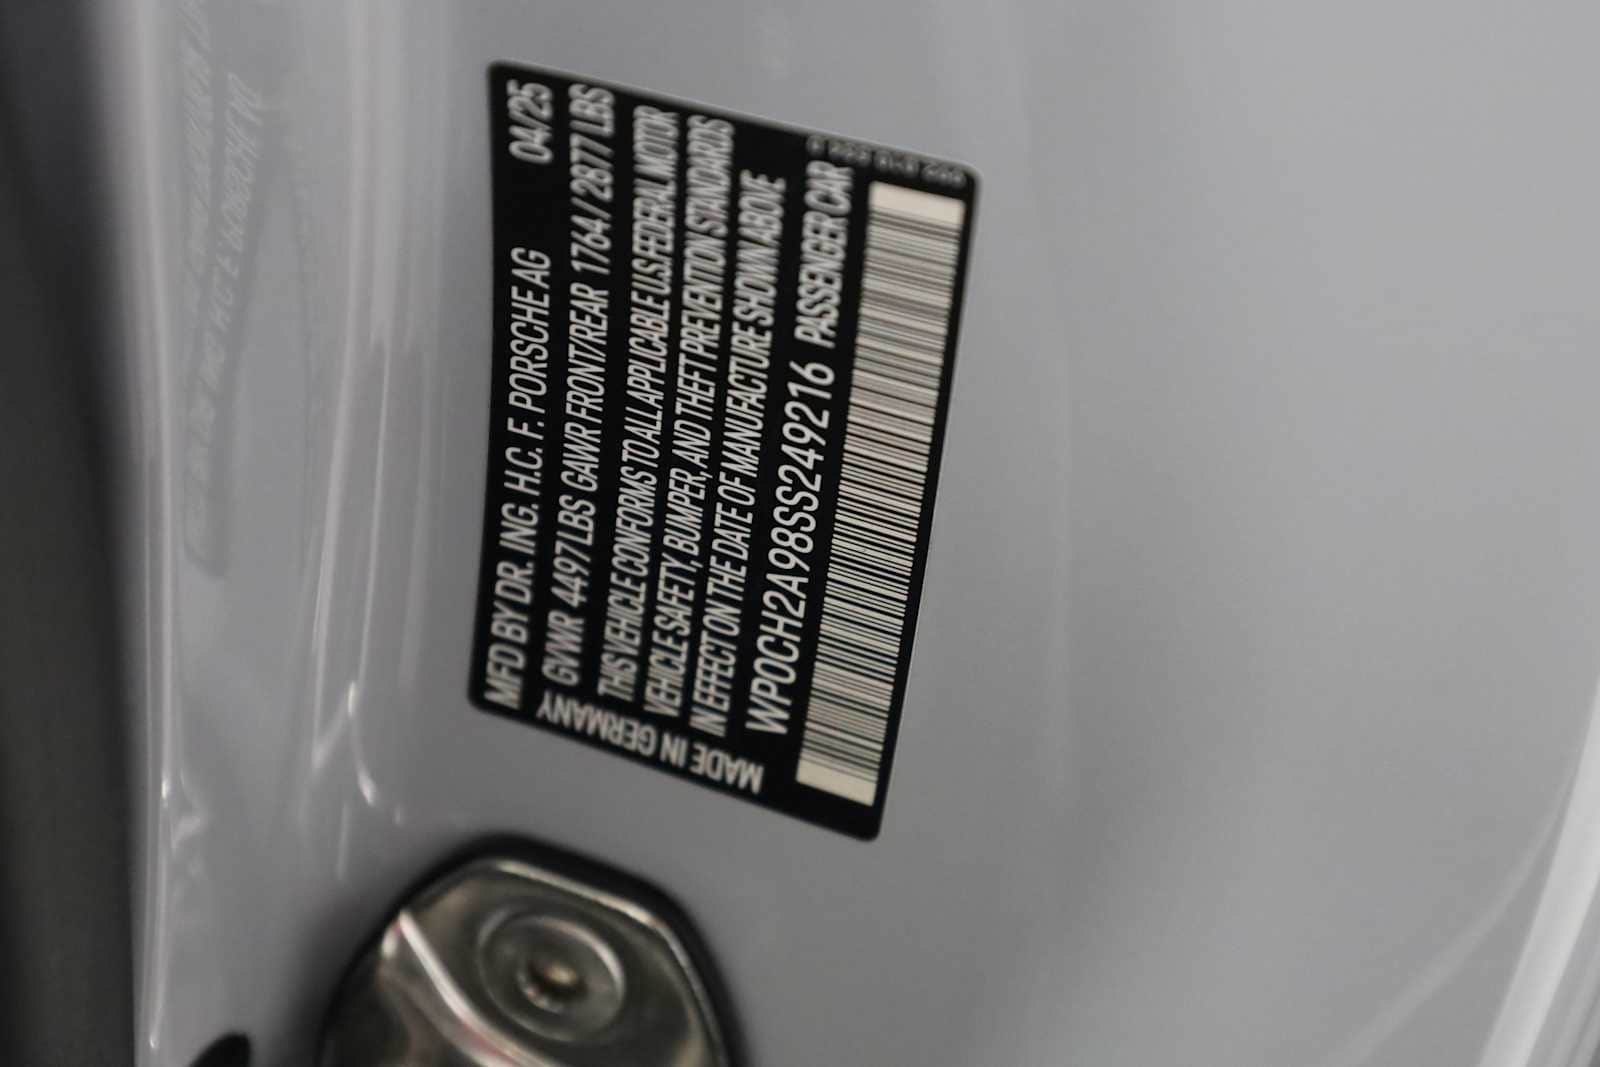 MFD BY DR. ING. H.C. F. PORSCHE AG 04/25
GVWR 4497 LBS GAWR FRONT/REAR 1764 / 2877 LBS
THIS VEHICLE CONFORMS TO ALL APPLICABLE U.S. FEDERAL MOTOR
VEHICLE SAFETY, BUMPER, AND THEFT PREVENTION STANDARDS
IN EFFECT ON THE DATE OF MANUFACTURE SHOWN ABOVE
WP0CH2A98SS249216 PASSENGER CAR
MADE IN GERMANY